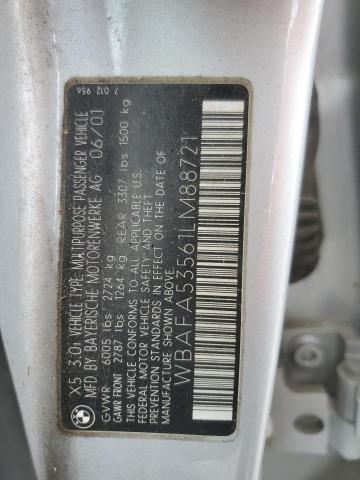 7 012 956
X5 3.0i VEHICLE TYPE: MULTIPURPOSE PASSENGER VEHICLE
MFD BY BAYERISCHE MOTORENWERKE AG 06/01
GVWR 6005 lbs 2724 kg
GAWR FRONT 2787 lbs 1264 kg REAR 3307 lbs 1500 kg
THIS VEHICLE CONFORMS TO ALL APPLICABLE
FEDERAL MOTOR VEHICLE SAFETY AND THEFT
PREVENTION STANDARDS IN EFFECT ON THE DATE OF
MANUFACTURE SHOWN ABOVE.
WBAFA53561LM88721